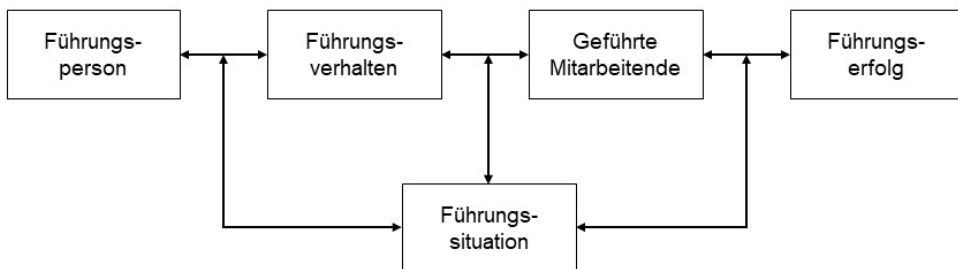 Führungs-
person
Führungs-
verhalten
Geführte
Mitarbeitende
Führungs-
erfolg
Führungs-
situation